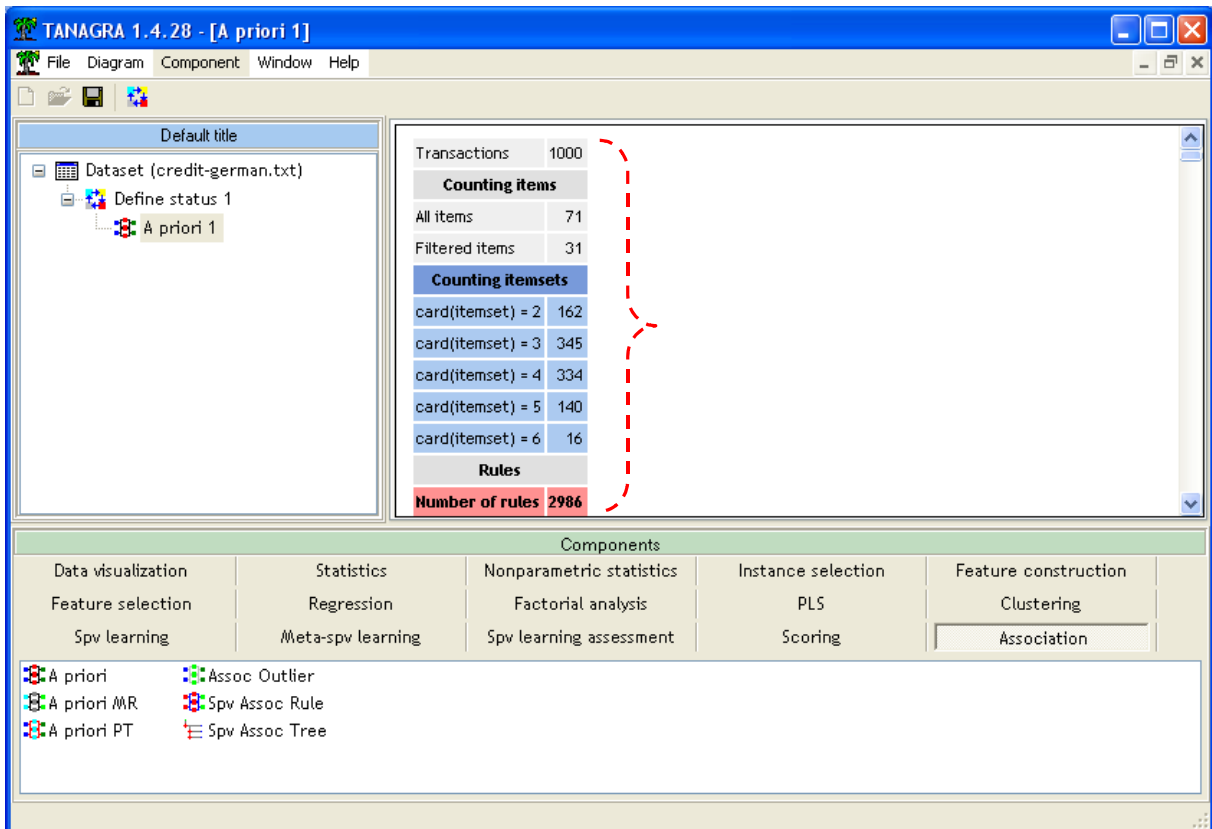 TANAGRA 1.4.28 - [A priori 1]
File Diagram Component Window Help
Default title
Dataset (credit-german.txt)
Define status 1
A priori 1
Transactions 1000
Counting items
All items 71
Filtered items 31
Counting itemsets
card(itemset) = 2 162
card(itemset) = 3 345
card(itemset) = 4 334
card(itemset) = 5 140
card(itemset) = 6 16
Rules
Number of rules 2986
Components
Data visualization Statistics Nonparametric statistics Instance selection Feature construction
Feature selection Regression Factorial analysis PLS Clustering
Spv learning Meta-spv learning Spv learning assessment Scoring Association
A priori Assoc Outlier
A priori MR Spv Assoc Rule
A priori PT Spv Assoc Tree